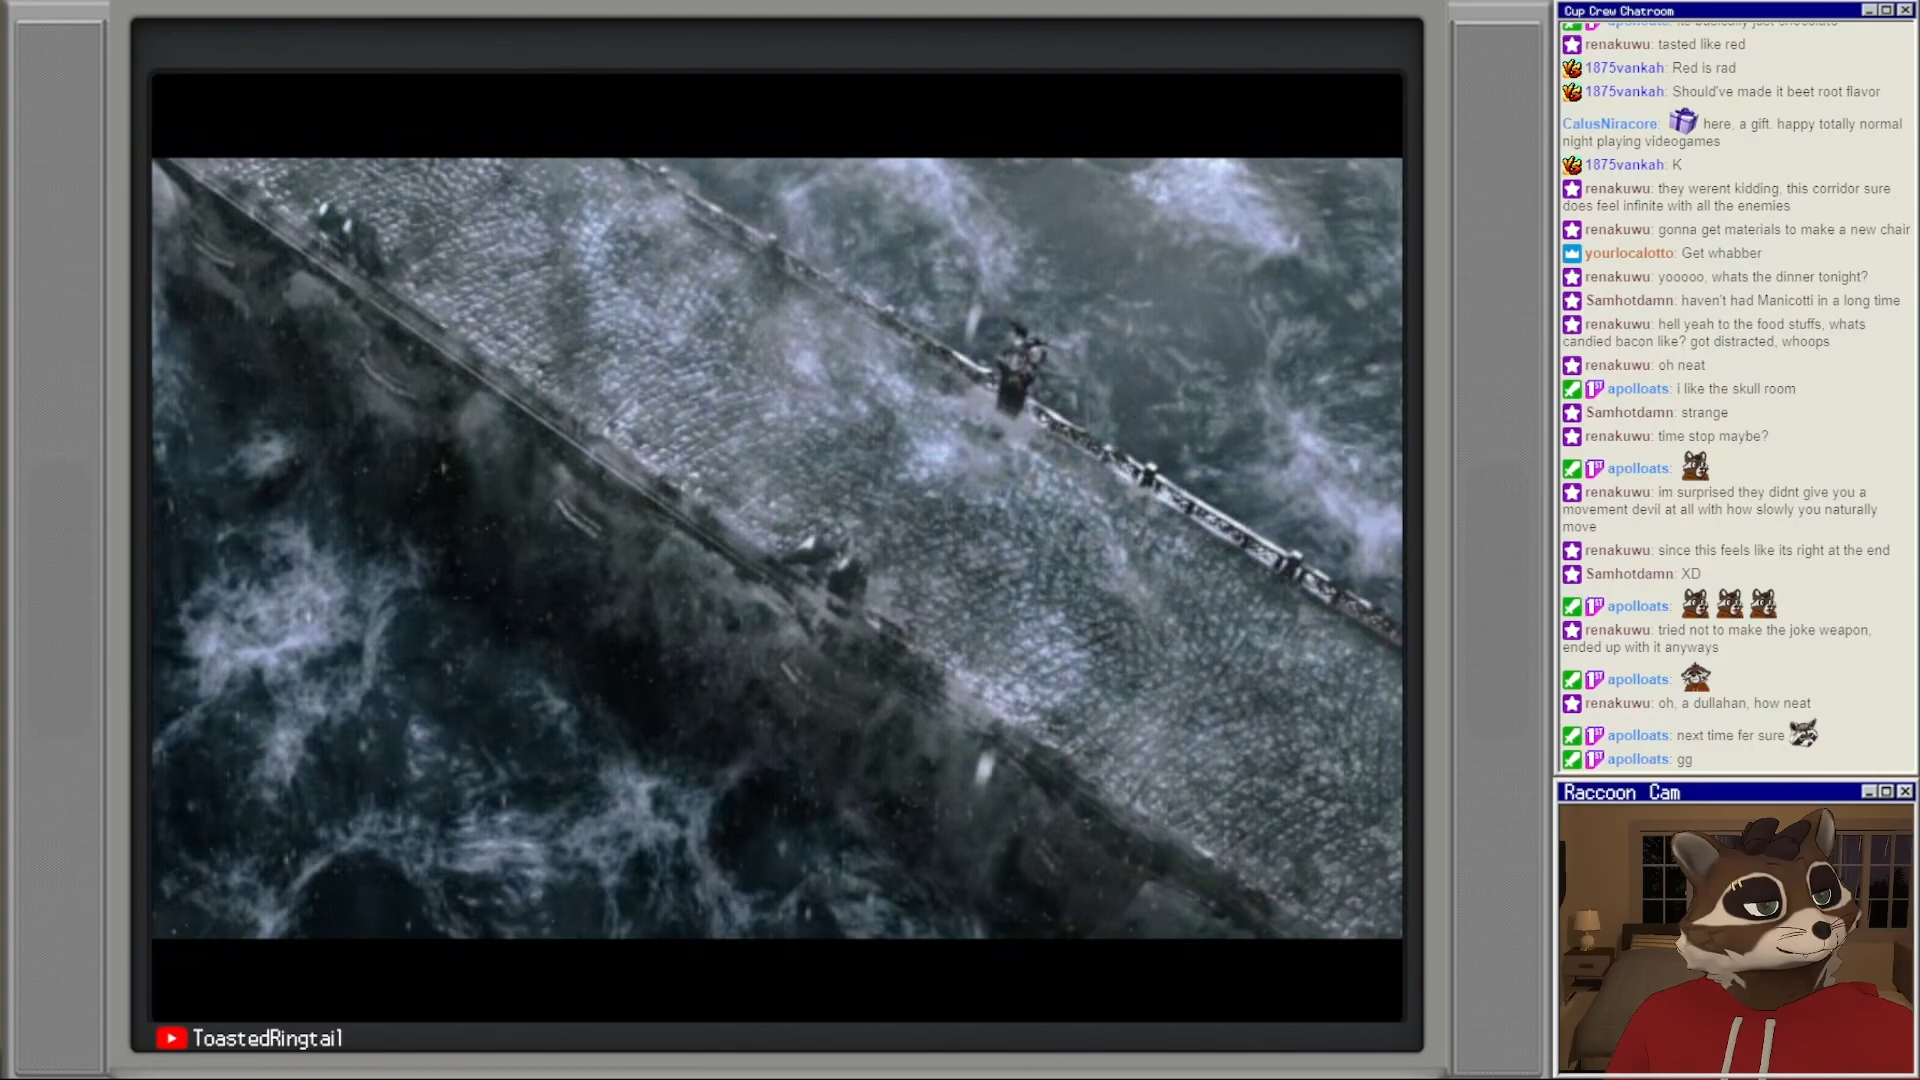 Cup Crew Chatroom
renakuwu: tasted like red
1875vankah: Red is rad
1875vankah: Should've made it beet root flavor
CalusNiracore: here, a gift. happy totally normal
night playing videogames
1875vankah: K
renakuwu: they werent kidding, this corridor sure
does feel infinite with all the enemies
renakuwu: gonna get materials to make a new chair
yourlocalotto: Get whabber
renakuwu: yooooo, whats the dinner tonight?
Samhotdamn: haven't had Manicotti in a long time
renakuwu: hell yeah to the food stuffs, whats
candied bacon like? got distracted, whoops
renakuwu: oh neat
apolloats: i like the skull room
Samhotdamn: strange
renakuwu: time stop maybe?
apolloats:
renakuwu: im surprised they didnt give you a
movement devil at all with how slowly you naturally
move
renakuwu: since this feels like its right at the end
Samhotdamn: XD
apolloats:
renakuwu: tried not to make the joke weapon,
ended up with it anyways
apolloats:
renakuwu: oh, a dullahan, how neat
apolloats: next time fer sure
apolloats: gg
Raccoon Cam
ToastedRingtail